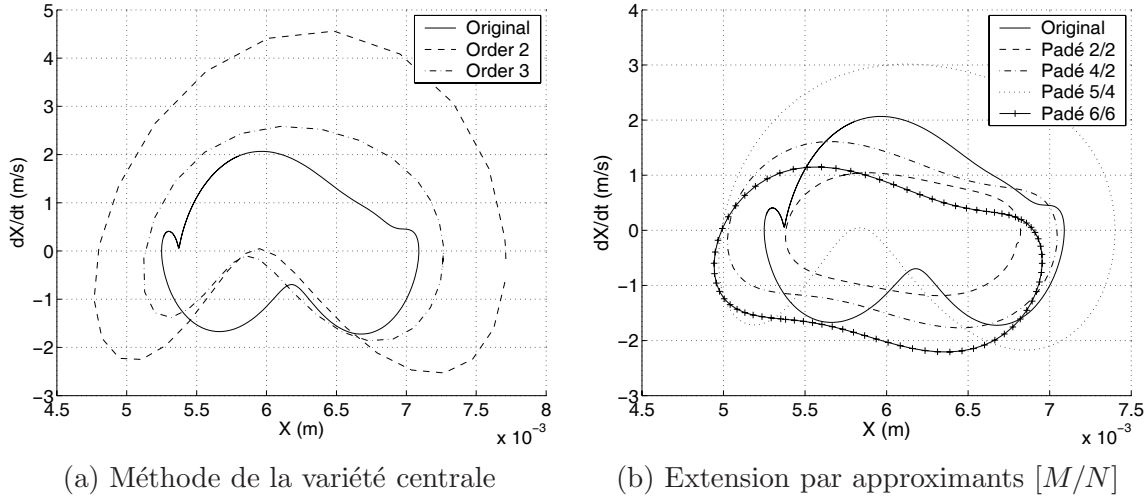 5
4
3
2
1
0
−1
−2
−3
dX/dt (m/s)
4.5 5 5.5 6 6.5 7 7.5 8
X (m)
x 10⁻³
Original
Order 2
Order 3
(a) Méthode de la variété centrale
4
3
2
1
0
−1
−2
−3
dX/dt (m/s)
4.5 5 5.5 6 6.5 7 7.5
X (m)
x 10⁻³
Original
Padé 2/2
Padé 4/2
Padé 5/4
Padé 6/6
(b) Extension par approximants [M/N]